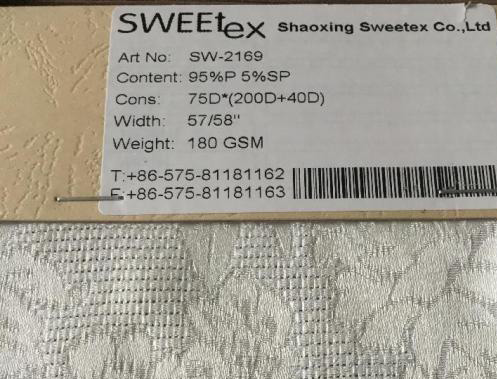 SWEEtex Shaoxing Sweetex Co.,Ltd
Art No: SW-2169
Content: 95%P 5%SP
Cons: 75D*(200D+40D)
Width: 57/58"
Weight: 180 GSM
T:+86-575-81181162
F:+86-575-81181163